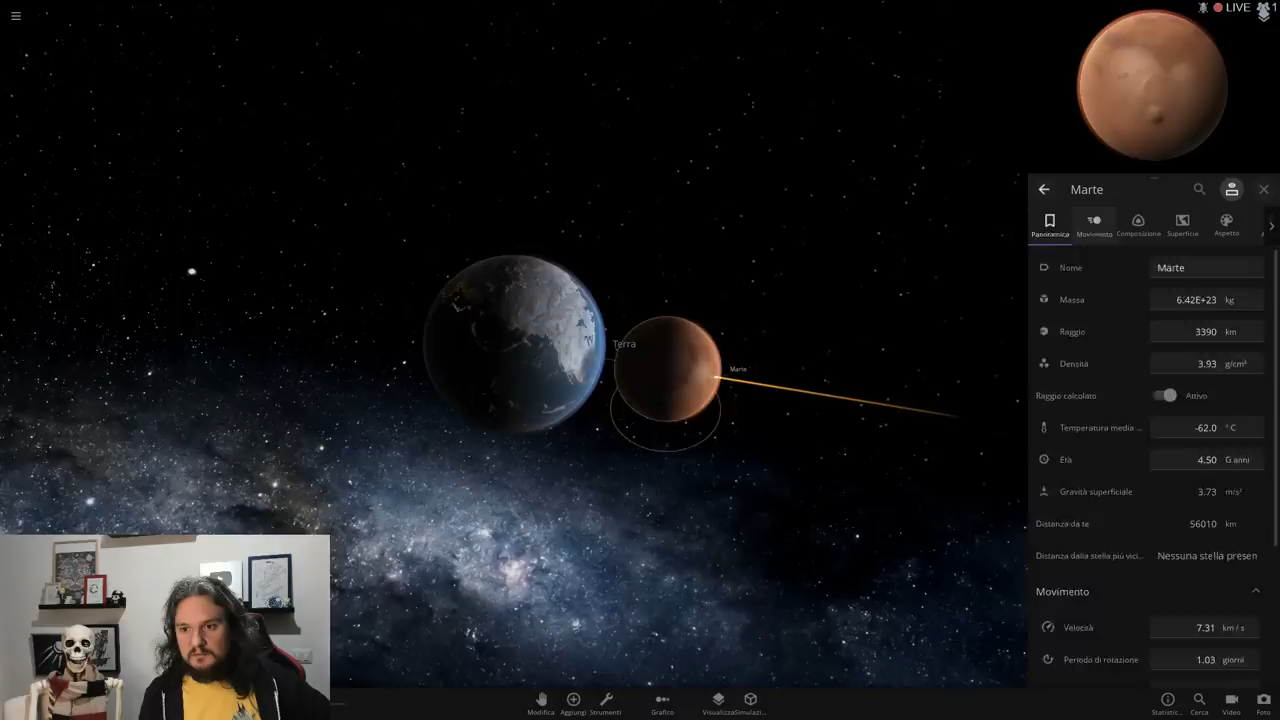 LIVE 1
Marte
Panoramica Movimento Composizione Superficie Aspetto
Nome Marte
Massa 6.42E+23 kg
Raggio 3390 km
Densità 3.93 g/cm³
Raggio calcolato Attivo
Temperatura media ... -62.0 °C
Età 4.50 G anni
Gravità superficiale 3.73 m/s²
Distanza da te 56010 km
Distanza dalla stella più vici... Nessuna stella presen
Movimento
Velocità 7.31 km/s
Periodo di rotazione 1.03 giorni
Terra
Marte
Modifica Aggiungi Strumenti Grafico Visualizza Simulazi... Statistic... Cerca Video Foto